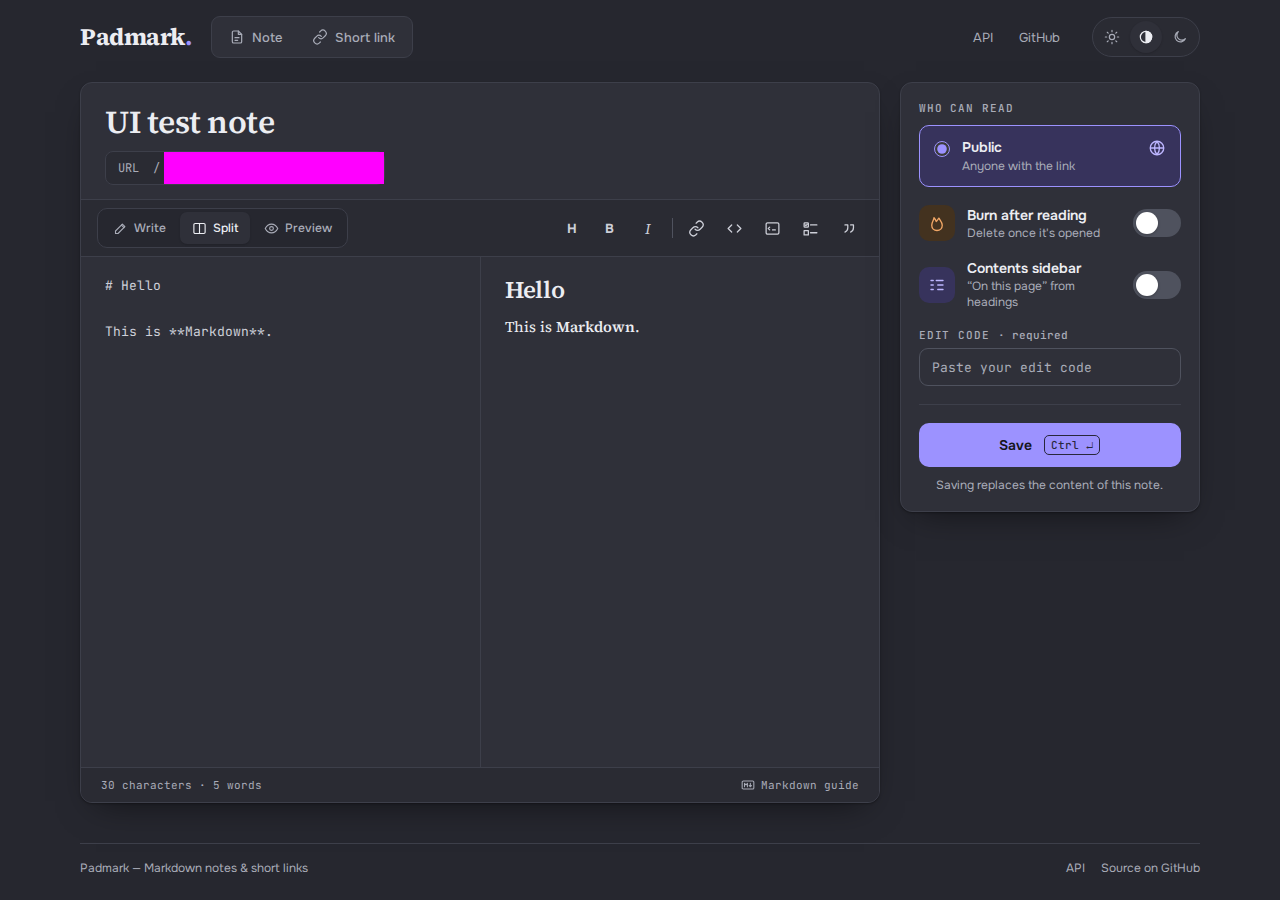 Padmark.
Note
Short link
API
GitHub
UI test note
URL /
Write
Split
Preview
H
B
I
# Hello
This is **Markdown**.
Hello
This is Markdown.
30 characters · 5 words
Markdown guide
WHO CAN READ
Public
Anyone with the link
Burn after reading
Delete once it's opened
Contents sidebar
"On this page" from
headings
EDIT CODE · required
Paste your edit code
Save Ctrl ↵
Saving replaces the content of this note.
Padmark — Markdown notes & short links
API
Source on GitHub